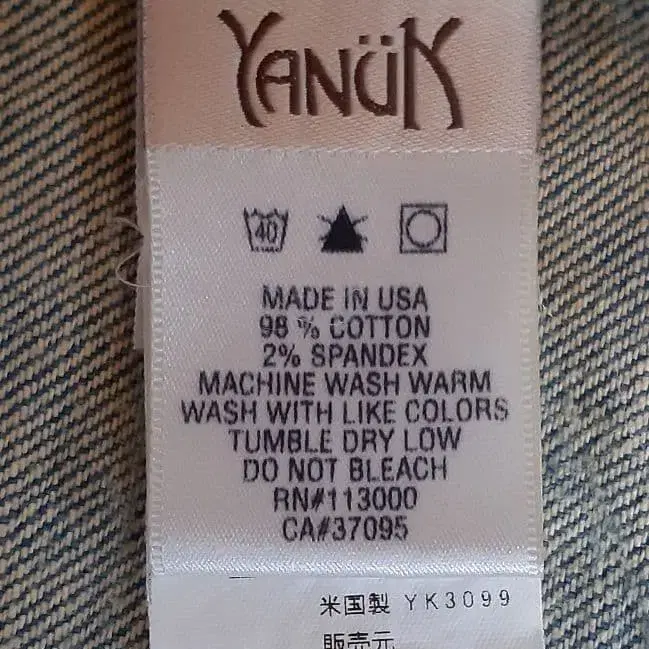 YANÜK
40
MADE IN USA
98 % COTTON
2% SPANDEX
MACHINE WASH WARM
WASH WITH LIKE COLORS
TUMBLE DRY LOW
DO NOT BLEACH
RN#113000
CA#37095
米国製 YK3099
販売元